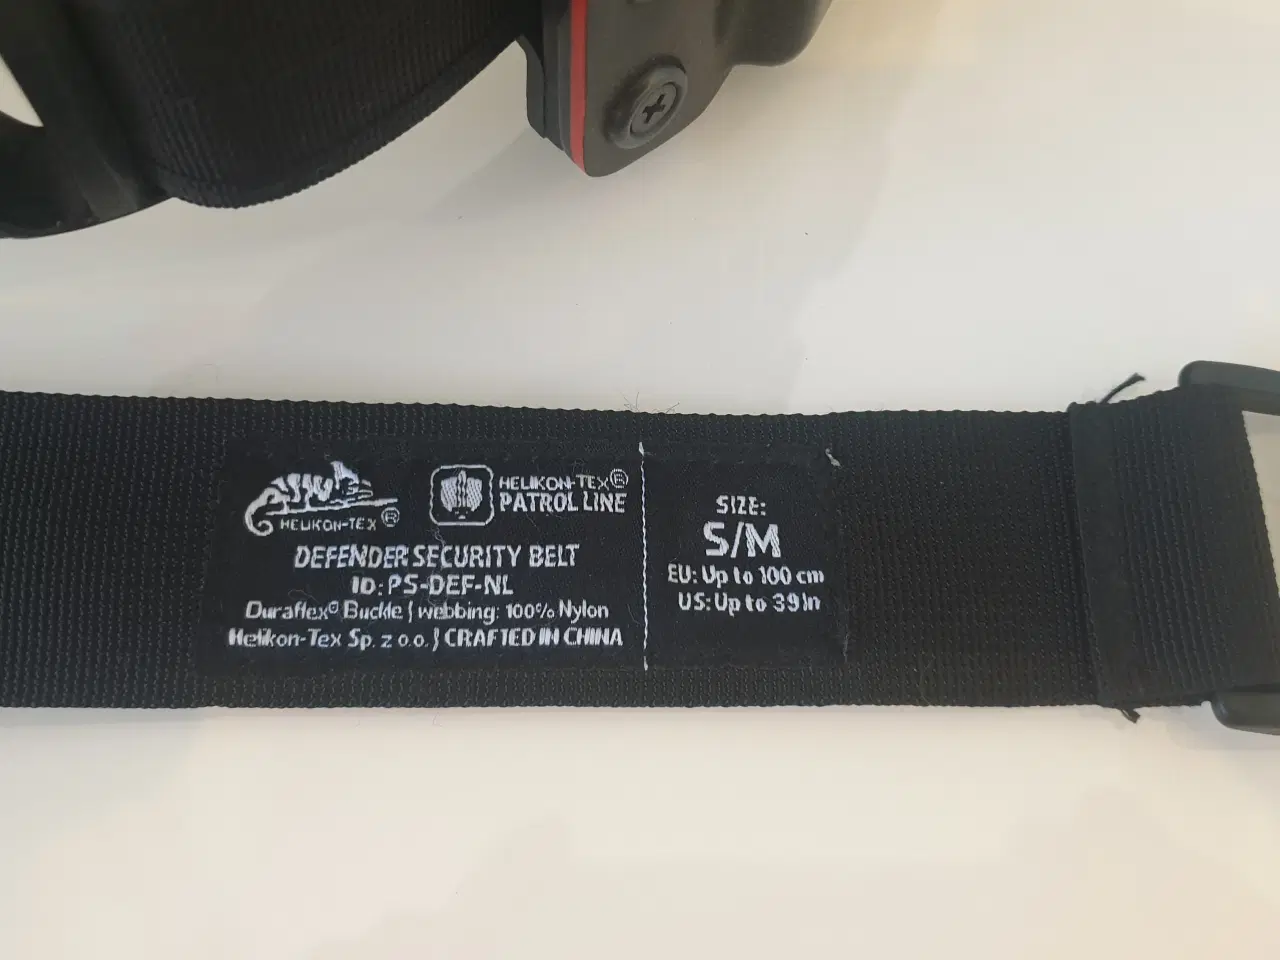 HELIKON-TEX®
HELIKON-TEX®
PATROL LINE
DEFENDER SECURITY BELT
ID: PS-DEF-NL
Duraflex® Buckle | webbing: 100% Nylon
Helikon-Tex Sp. z o.o. | CRAFTED IN CHINA
SIZE:
S/M
EU: Up to 100 cm
US: Up to 39 in